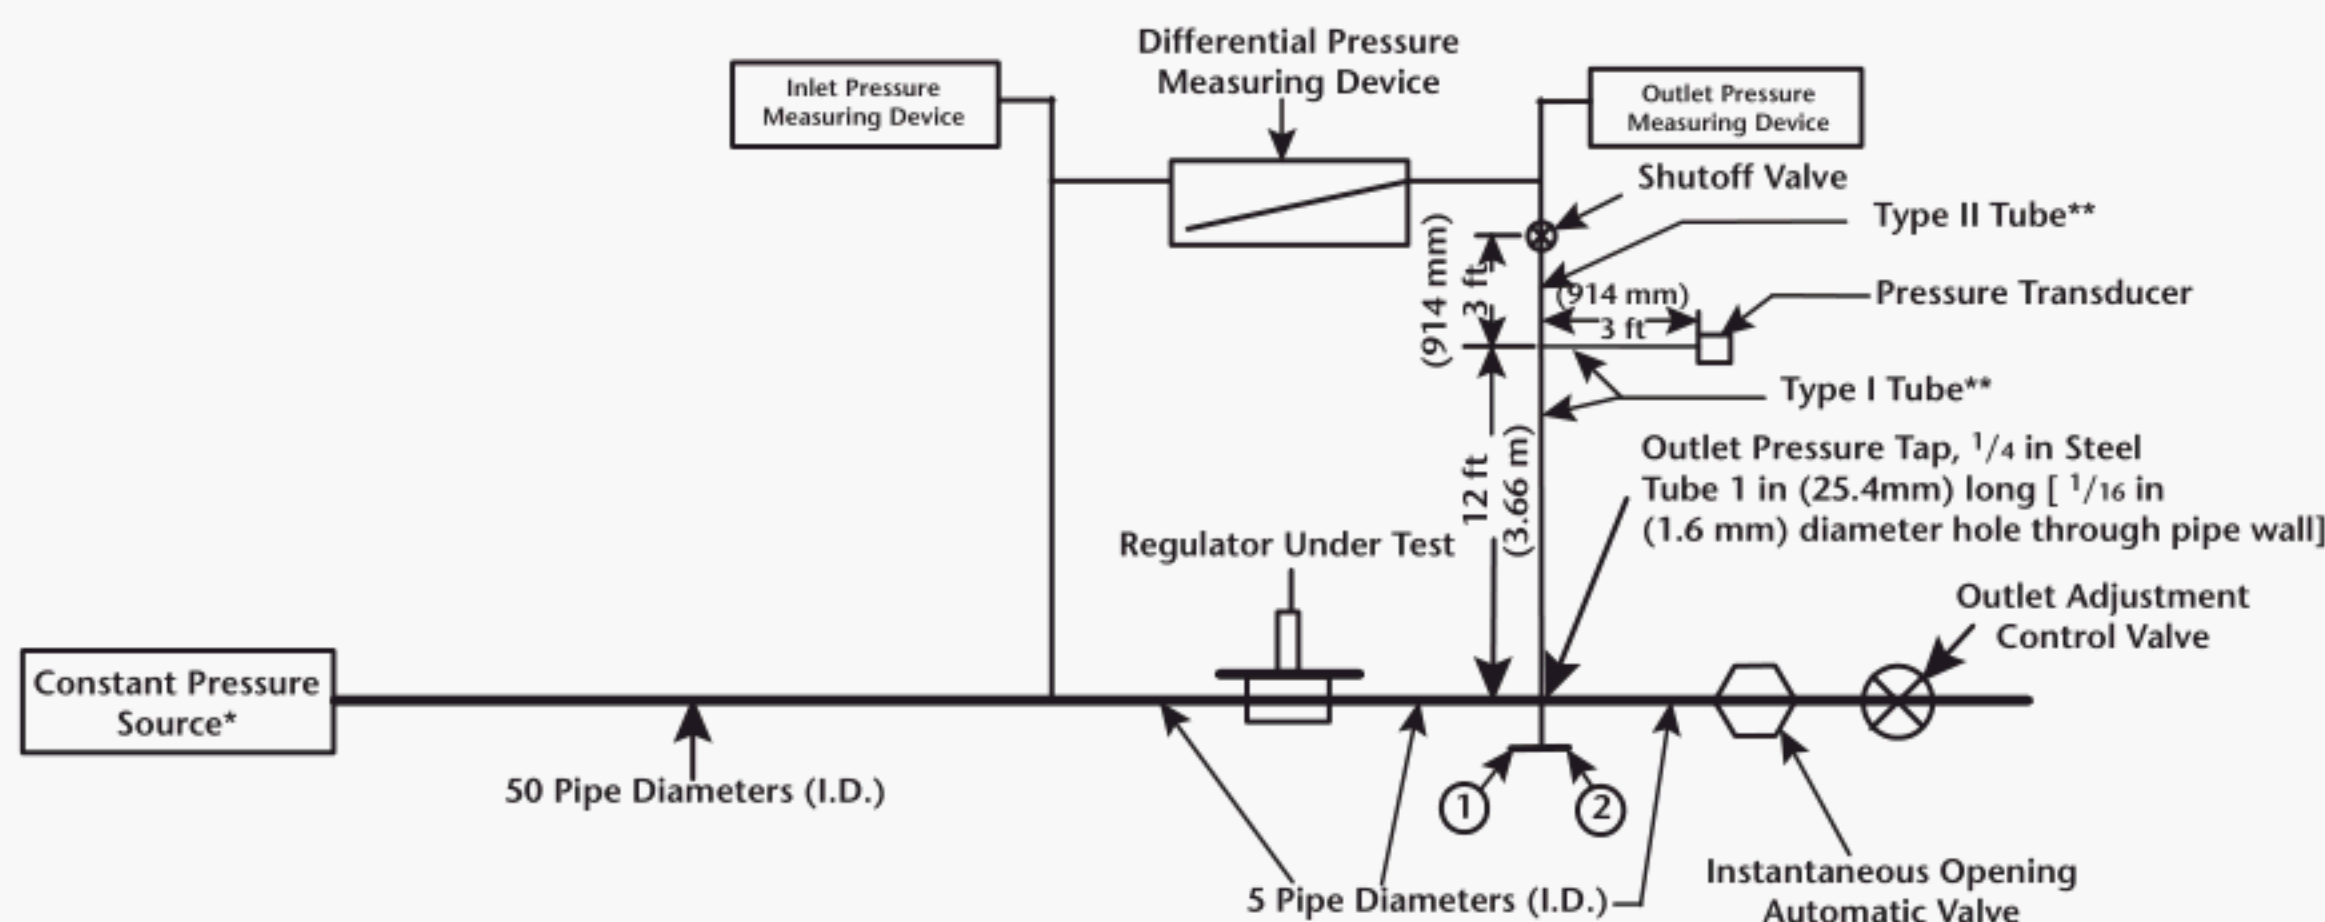 Differential Pressure
Measuring Device
Inlet Pressure
Measuring Device
Outlet Pressure
Measuring Device
Shutoff Valve
Type II Tube**
(914 mm)
3 ft
(914 mm)
3 ft
Pressure Transducer
Type I Tube**
12 ft
(3.66 m)
Outlet Pressure Tap, 1/4 in Steel
Tube 1 in (25.4mm) long [ 1/16 in
(1.6 mm) diameter hole through pipe wall]
Regulator Under Test
Outlet Adjustment
Control Valve
Constant Pressure
Source*
50 Pipe Diameters (I.D.)
1
2
5 Pipe Diameters (I.D.)
Instantaneous Opening
Automatic Valve